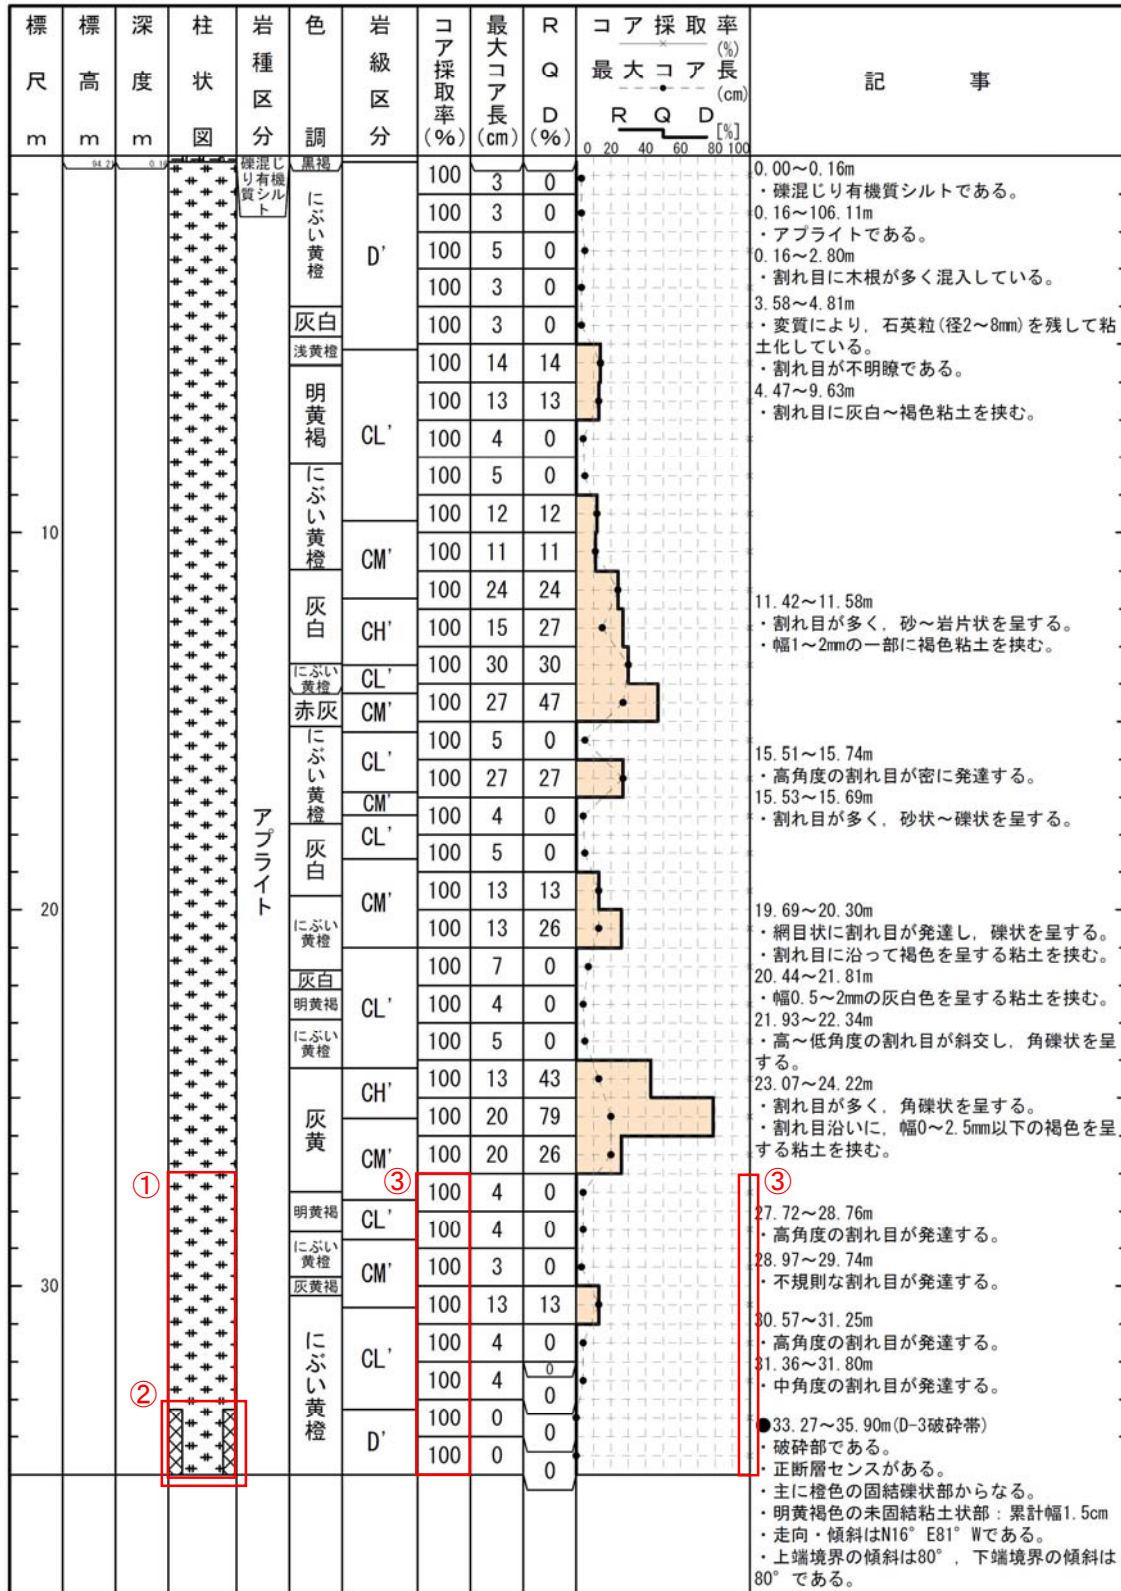 標尺m
標高m
深度m
柱状図
岩種区分
色調
岩級区分
コア採取率(%)
最大コア長(cm)
RQD(%)
コア採取率
(%)
最大コア長
(cm)
RQD
[%]
0 20 40 60 80 100
記事
94.21
0.16
10
20
30
礫混じり有機質シルト
アプライト
黒褐
にぶい黄橙
灰白
浅黄橙
明黄褐
にぶい黄橙
灰白
にぶい黄橙
赤灰
にぶい黄橙
灰白
にぶい黄橙
灰白
明黄褐
にぶい黄橙
灰黄
明黄褐
にぶい黄橙
灰黄褐
にぶい黄橙
D'
CL'
CM'
CH'
CL'
CM'
CL'
CM'
CL'
CM'
CL'
CH'
CM'
CL'
CM'
CL'
D'
100 3 0
100 3 0
100 5 0
100 3 0
100 3 0
100 14 14
100 13 13
100 4 0
100 5 0
100 12 12
100 11 11
100 24 24
100 15 27
100 30 30
100 27 47
100 5 0
100 27 27
100 4 0
100 5 0
100 13 13
100 13 26
100 7 0
100 4 0
100 5 0
100 13 43
100 20 79
100 20 26
100 4 0
100 4 0
100 3 0
100 13 13
100 4 0
0
100 4 0
100 0 0
100 0 0
①
②
③
③
0.00～0.16m
・礫混じり有機質シルトである。
0.16～106.11m
・アプライトである。
0.16～2.80m
・割れ目に木根が多く混入している。
3.58～4.81m
・変質により，石英粒(径2～8mm)を残して粘
土化している。
・割れ目が不明瞭である。
4.47～9.63m
・割れ目に灰白～褐色粘土を挟む。
11.42～11.58m
・割れ目が多く，砂～岩片状を呈する。
・幅1～2mmの一部に褐色粘土を挟む。
15.51～15.74m
・高角度の割れ目が密に発達する。
15.53～15.69m
・割れ目が多く，砂状～礫状を呈する。
19.69～20.30m
・網目状に割れ目が発達し，礫状を呈する。
・割れ目に沿って褐色を呈する粘土を挟む。
20.44～21.81m
・幅0.5～2mmの灰白色を呈する粘土を挟む。
21.93～22.34m
・高～低角度の割れ目が斜交し，角礫状を呈
する。
23.07～24.22m
・割れ目が多く，角礫状を呈する。
・割れ目沿いに，幅0～2.5mm以下の褐色を呈
する粘土を挟む。
27.72～28.76m
・高角度の割れ目が発達する。
28.97～29.74m
・不規則な割れ目が発達する。
30.57～31.25m
・高角度の割れ目が発達する。
31.36～31.80m
・中角度の割れ目が発達する。
●33.27～35.90m(D-3破砕帯)
・破砕部である。
・正断層センスがある。
・主に橙色の固結礫状部からなる。
・明黄褐色の未固結粘土状部：累計幅1.5cm
・走向・傾斜はN16° E81° Wである。
・上端境界の傾斜は80°，下端境界の傾斜は
80°である。